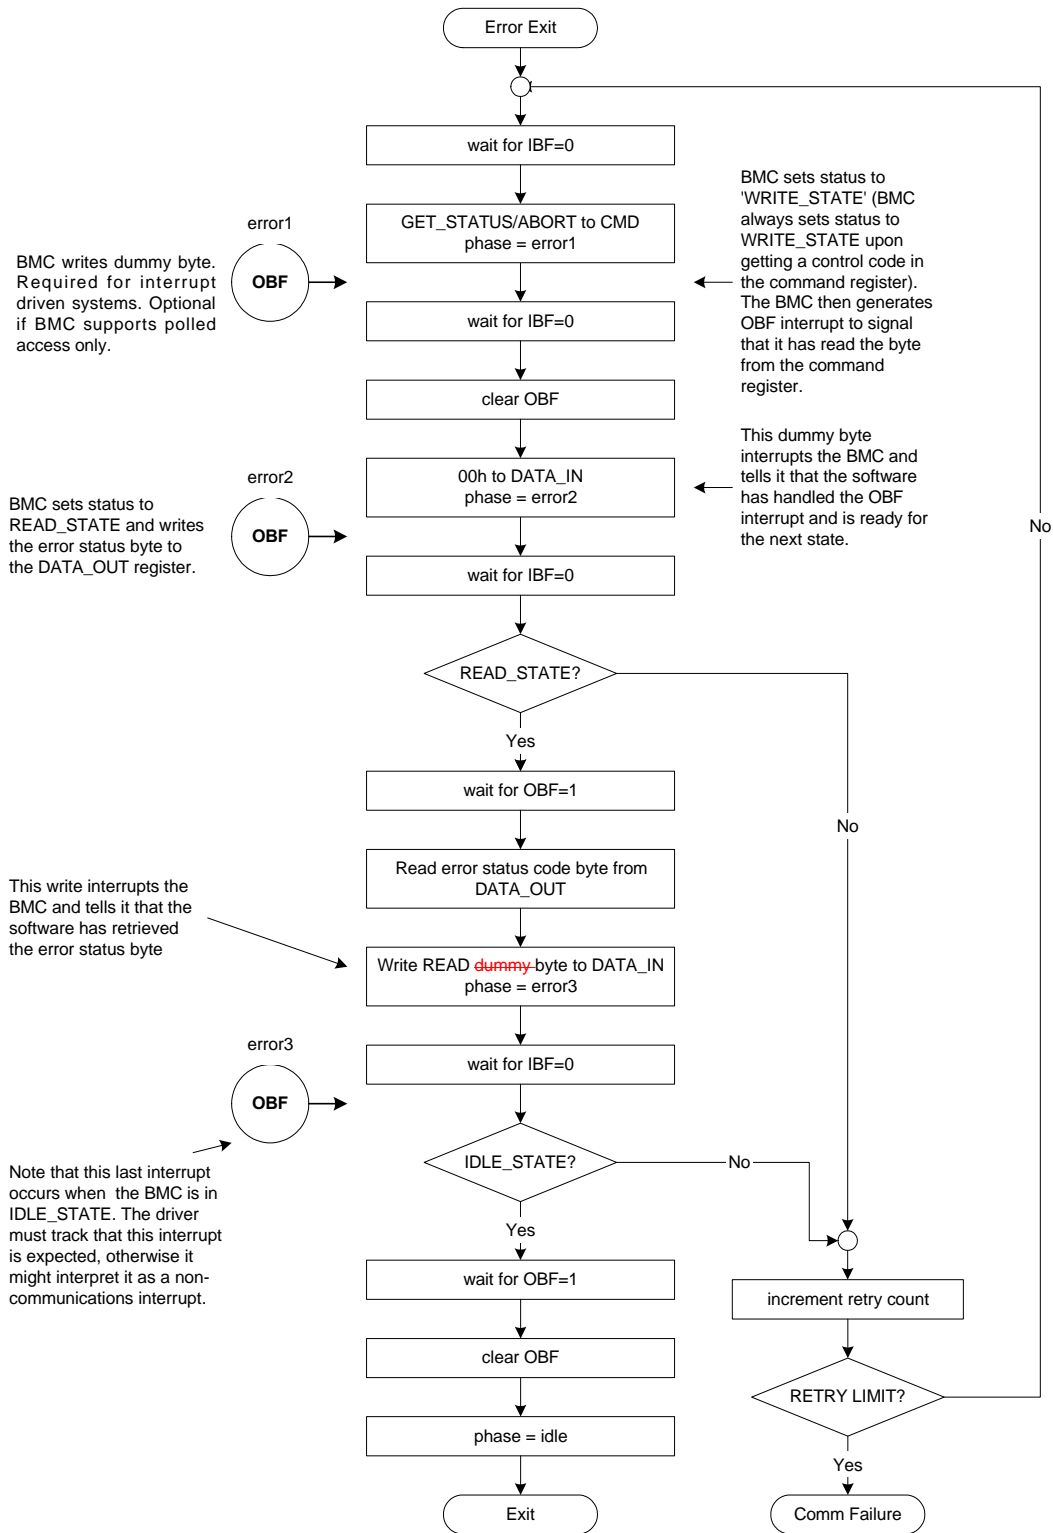 Error Exit
wait for IBF=0
GET_STATUS/ABORT to CMD
phase = error1
error1
OBF
BMC writes dummy byte.
Required for interrupt
driven systems. Optional
if BMC supports polled
access only.
BMC sets status to
'WRITE_STATE' (BMC
always sets status to
WRITE_STATE upon
getting a control code in
the command register).
The BMC then generates
OBF interrupt to signal
that it has read the byte
from the command
register.
wait for IBF=0
clear OBF
00h to DATA_IN
phase = error2
error2
OBF
BMC sets status to
READ_STATE and writes
the error status byte to
the DATA_OUT register.
This dummy byte
interrupts the BMC and
tells it that the software
has handled the OBF
interrupt and is ready for
the next state.
No
wait for IBF=0
READ_STATE?
Yes
No
wait for OBF=1
Read error status code byte from
DATA_OUT
This write interrupts the
BMC and tells it that the
software has retrieved
the error status byte
Write READ dummy byte to DATA_IN
phase = error3
error3
OBF
wait for IBF=0
IDLE_STATE?
No
Yes
Note that this last interrupt
occurs when the BMC is in
IDLE_STATE. The driver
must track that this interrupt
is expected, otherwise it
might interpret it as a non-
communications interrupt.
wait for OBF=1
increment retry count
clear OBF
RETRY LIMIT?
phase = idle
Yes
Exit
Comm Failure